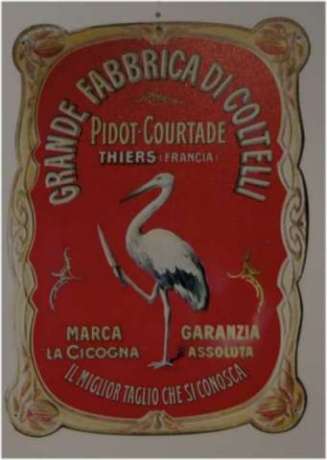 GRANDE FABBRICA DI COLTELLI
PIDOT-COURTADE
THIERS (FRANCIA)
MARCA
LA CICOGNA
GARANZIA
ASSOLUTA
IL MIGLIOR TAGLIO CHE SI CONOSCA